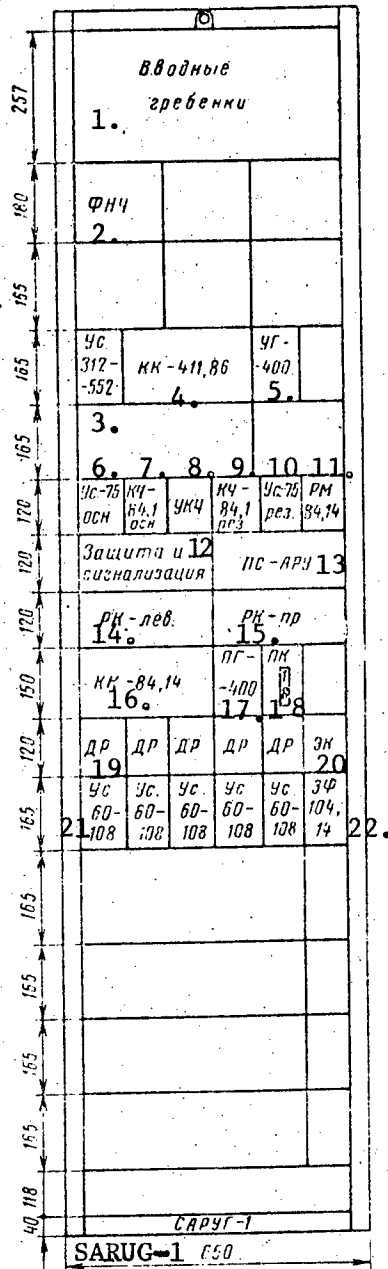 Вводные
гребенки
1.
257
ФНЧ
2.
180
165
Ус.
312-
-552
КК-411,86
4.
УГ-
-400
5.
165
3.
165
6. 7. 8. 9. 10 11.
Ус-75
осн
КЧ-
84,1
осн
УКЧ
КЧ-
84,1
рез
Ус-75
рез.
РМ
84,14
120
Защита и 12
сигнализация
ПС-АРУ 13
120
РК-лев.
14.
РК-пр
15.
120
КК-84,14
16.
ПГ-
-400
17.
ПК
18
150
ДР ДР ДР ДР ДР ЭК
19 20
120
Ус
60-
108
Ус.
60-
108
Ус.
60-
108
Ус
60-
108
Ус
60-
108
ЗФ
104,
14
21
22.
165
165
155
165
165
118
40
САРУГ-1
SARUG-1 650